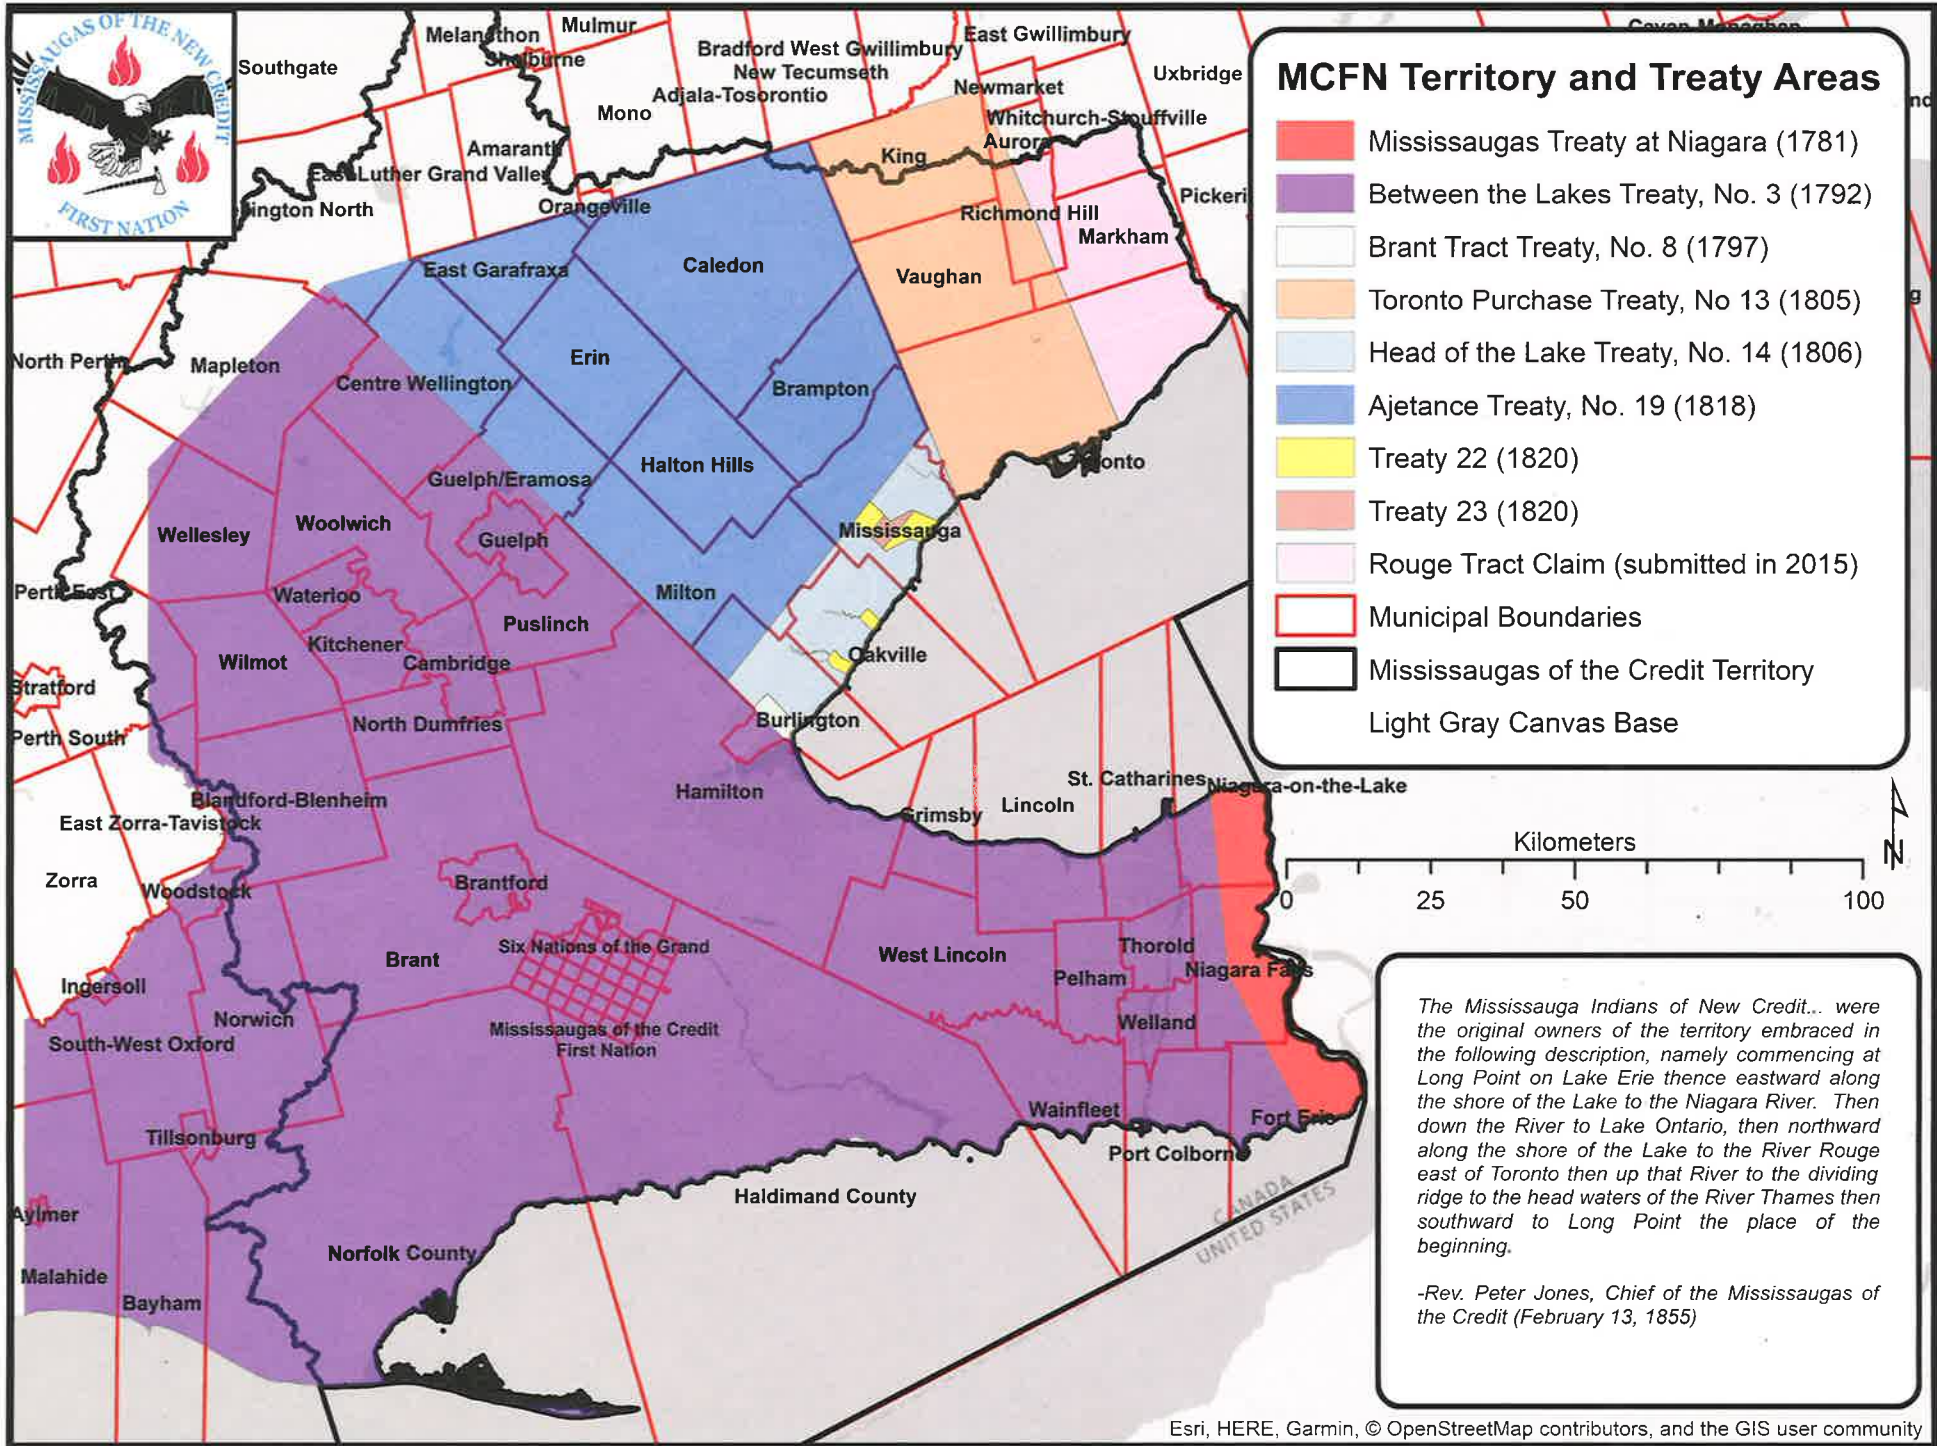 MISSISSAUGAS OF THE NEW CREDIT
FIRST NATION
Southgate
Melancthon
Mulmur
Shelburne
Bradford West Gwillimbury
East Gwillimbury
New Tecumseth
Adjala-Tosorontio
Newmarket
Uxbridge
Mono
Whitchurch-Stouffville
Aurora
Amaranth
King
East Luther Grand Valley
ington North
Orangeville
Richmond Hill
Pickeri
Markham
East Garafraxa
Caledon
Vaughan
North Perth
Mapleton
Erin
Centre Wellington
Brampton
Halton Hills
Toronto
Guelph/Eramosa
Wellesley
Woolwich
Guelph
Mississauga
Perth East
Waterloo
Milton
Puslinch
Kitchener
Wilmot
Cambridge
Oakville
Stratford
North Dumfries
Burlington
Perth South
Hamilton
St. Catharines
Niagara-on-the-Lake
Blandford-Blenheim
Lincoln
Grimsby
East Zorra-Tavistock
Zorra
Woodstock
Brantford
Six Nations of the Grand
Brant
West Lincoln
Thorold
Pelham
Niagara Falls
Ingersoll
Norwich
Welland
South-West Oxford
Mississaugas of the Credit
First Nation
Wainfleet
Fort Erie
Tillsonburg
Port Colborne
Haldimand County
CANADA
UNITED STATES
Aylmer
Norfolk County
Malahide
Bayham
Cavan Monaghan
nd
g
MCFN Territory and Treaty Areas
Mississaugas Treaty at Niagara (1781)
Between the Lakes Treaty, No. 3 (1792)
Brant Tract Treaty, No. 8 (1797)
Toronto Purchase Treaty, No 13 (1805)
Head of the Lake Treaty, No. 14 (1806)
Ajetance Treaty, No. 19 (1818)
Treaty 22 (1820)
Treaty 23 (1820)
Rouge Tract Claim (submitted in 2015)
Municipal Boundaries
Mississaugas of the Credit Territory
Light Gray Canvas Base
Kilometers
0 25 50 100
N
The Mississauga Indians of New Credit... were
the original owners of the territory embraced in
the following description, namely commencing at
Long Point on Lake Erie thence eastward along
the shore of the Lake to the Niagara River. Then
down the River to Lake Ontario, then northward
along the shore of the Lake to the River Rouge
east of Toronto then up that River to the dividing
ridge to the head waters of the River Thames then
southward to Long Point the place of the
beginning.
-Rev. Peter Jones, Chief of the Mississaugas of
the Credit (February 13, 1855)
Esri, HERE, Garmin, © OpenStreetMap contributors, and the GIS user community